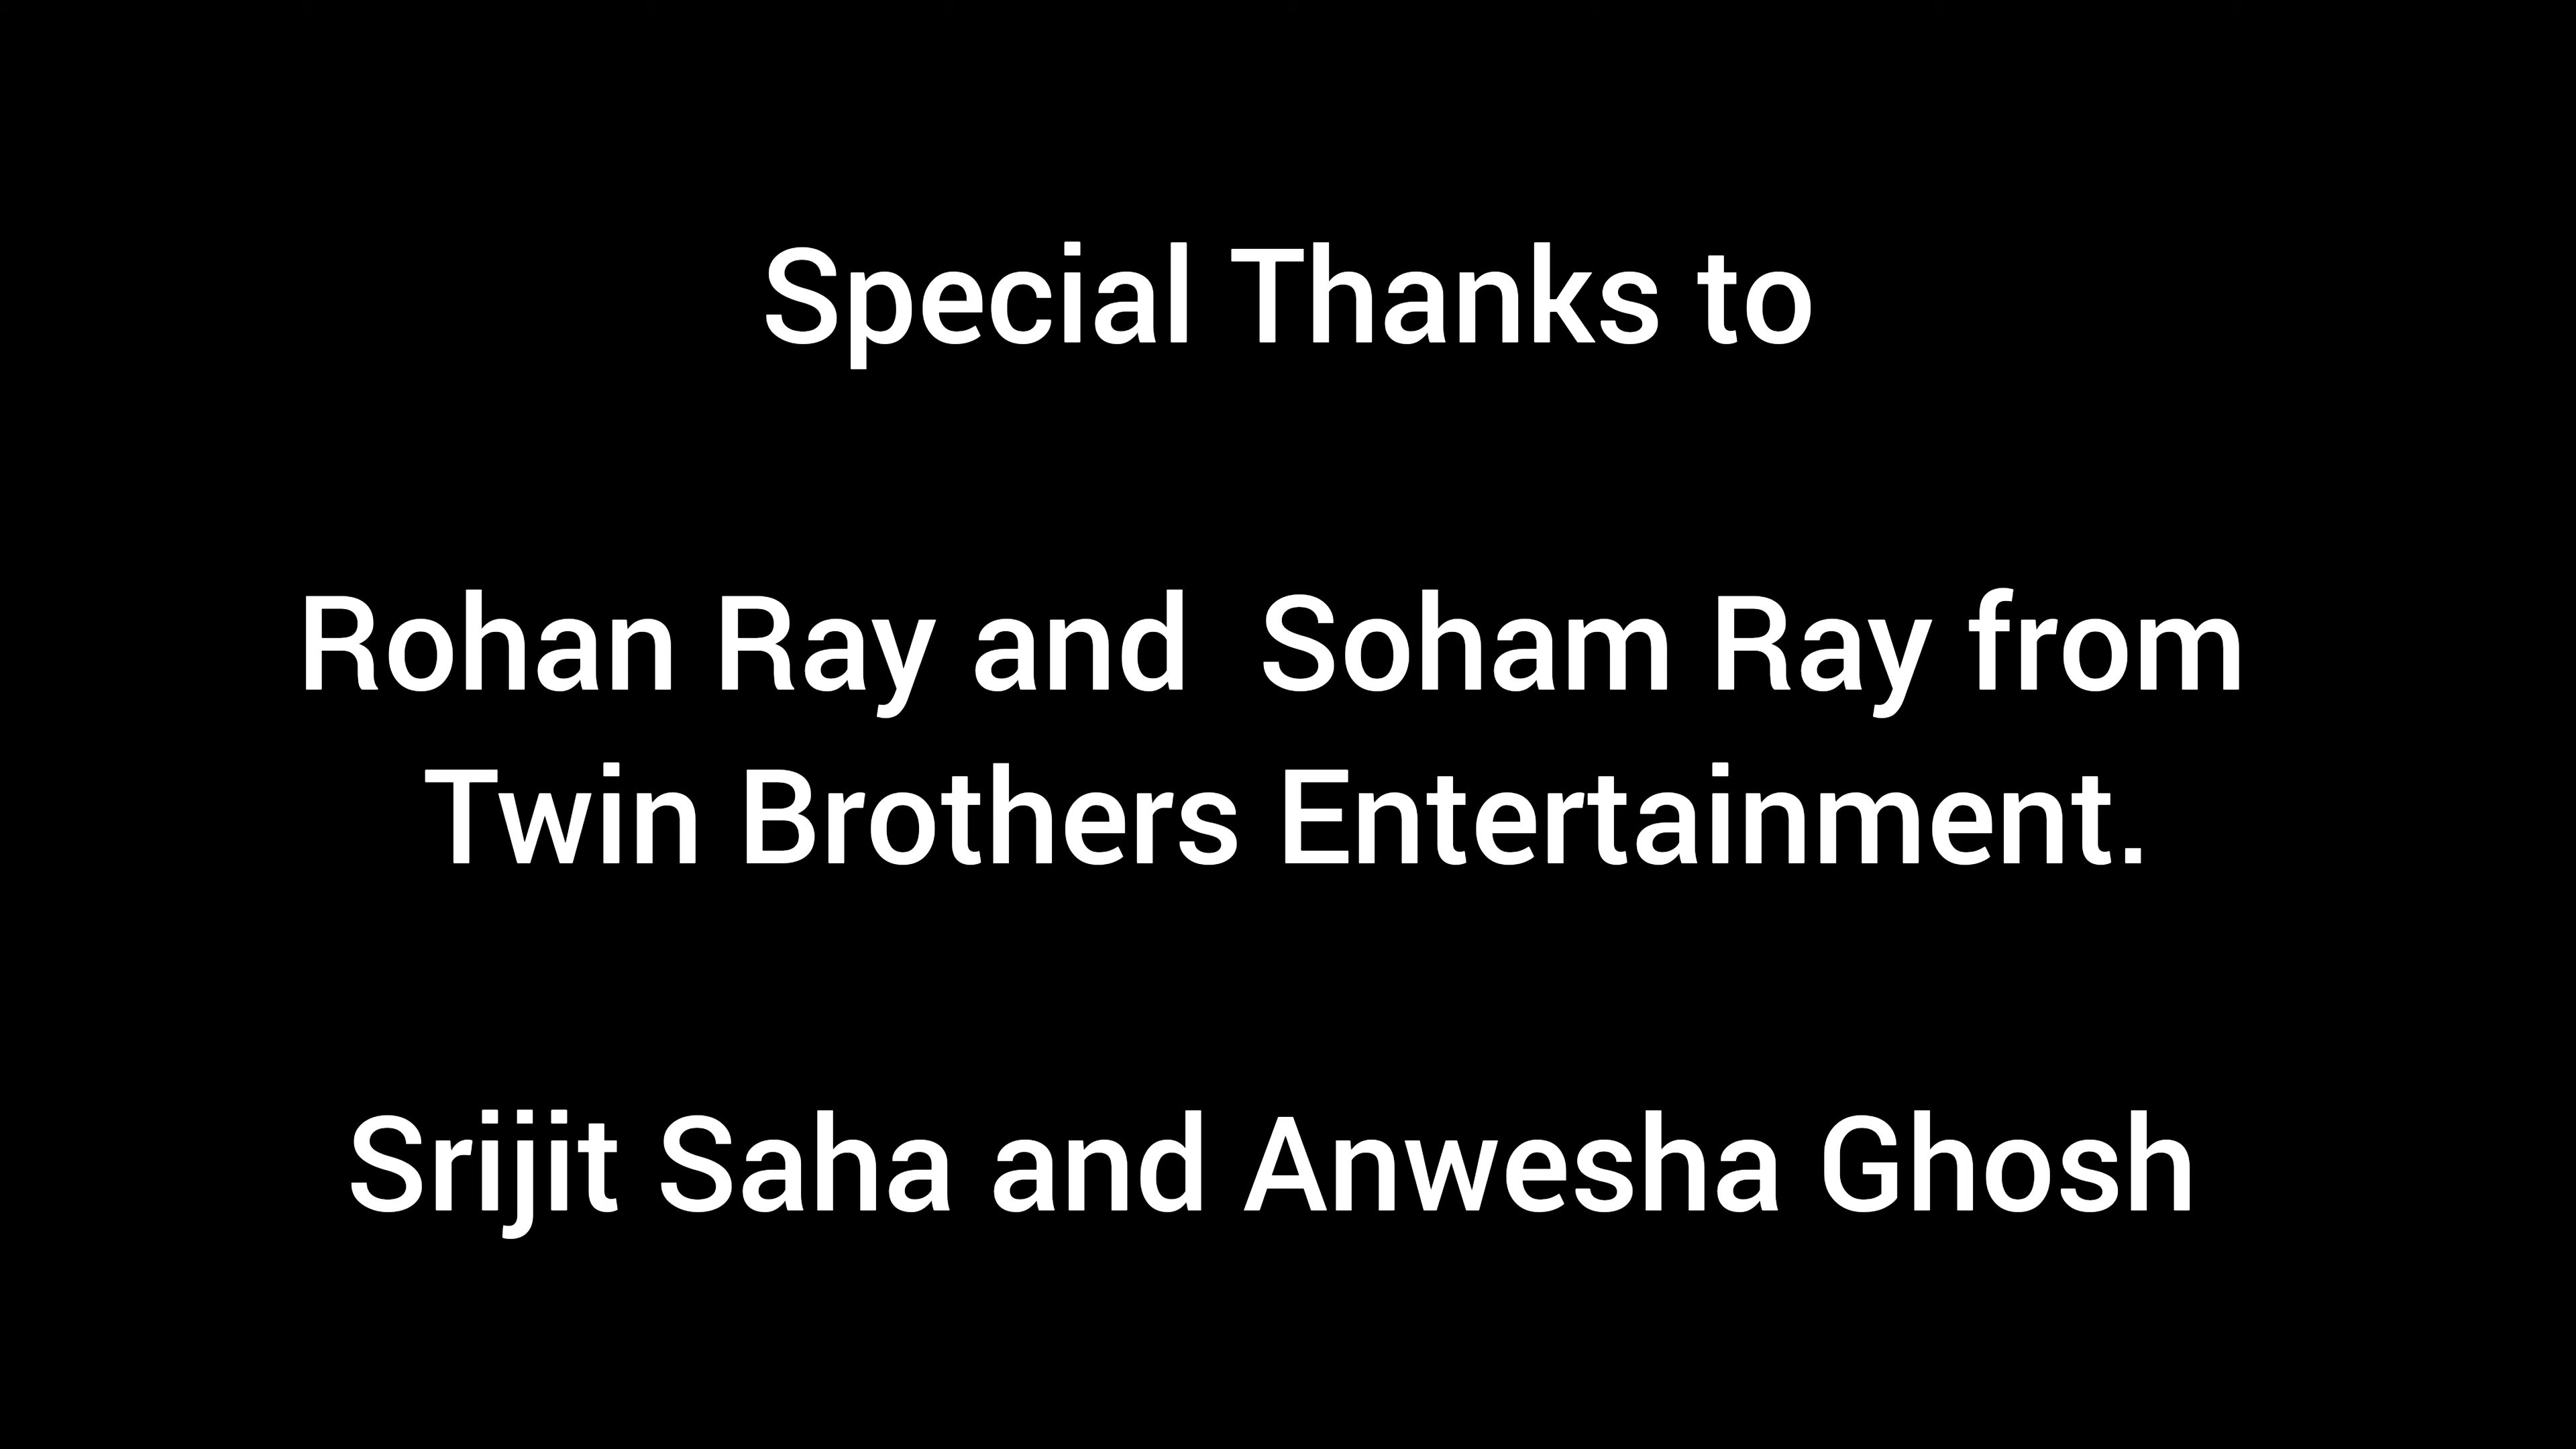 Special Thanks to
Rohan Ray and  Soham Ray from
Twin Brothers Entertainment.
Srijit Saha and Anwesha Ghosh